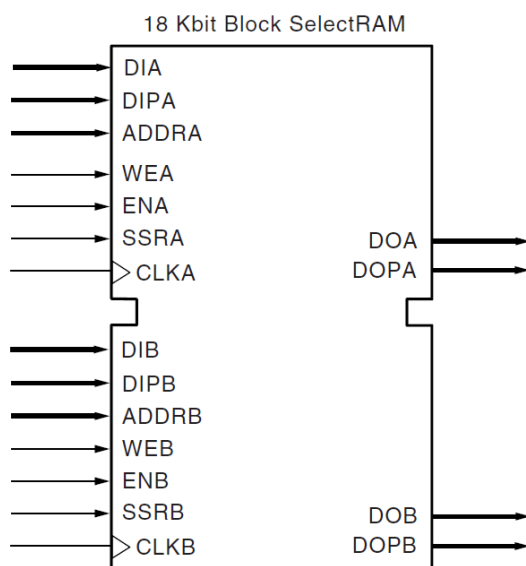 18 Kbit Block SelectRAM
DIA
DIPA
ADDRA
WEA
ENA
SSRA
CLKA
DOA
DOPA
DIB
DIPB
ADDRB
WEB
ENB
SSRB
CLKB
DOB
DOPB